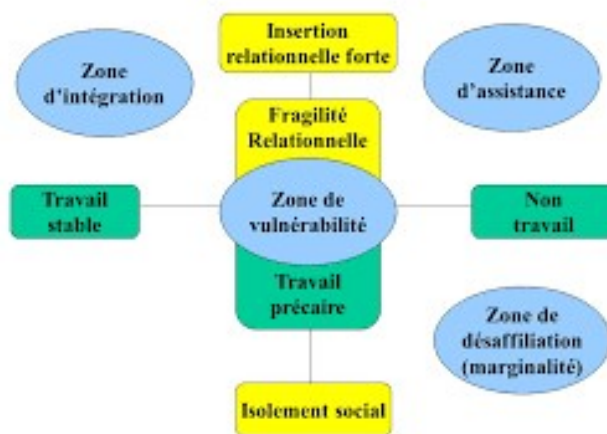 Insertion
relationnelle forte
Zone
d'intégration
Zone
d'assistance
Fragilité
Relationnelle
Travail
stable
Zone de
vulnérabilité
Non
travail
Travail
précaire
Zone de
désaffiliation
(marginalité)
Isolement social